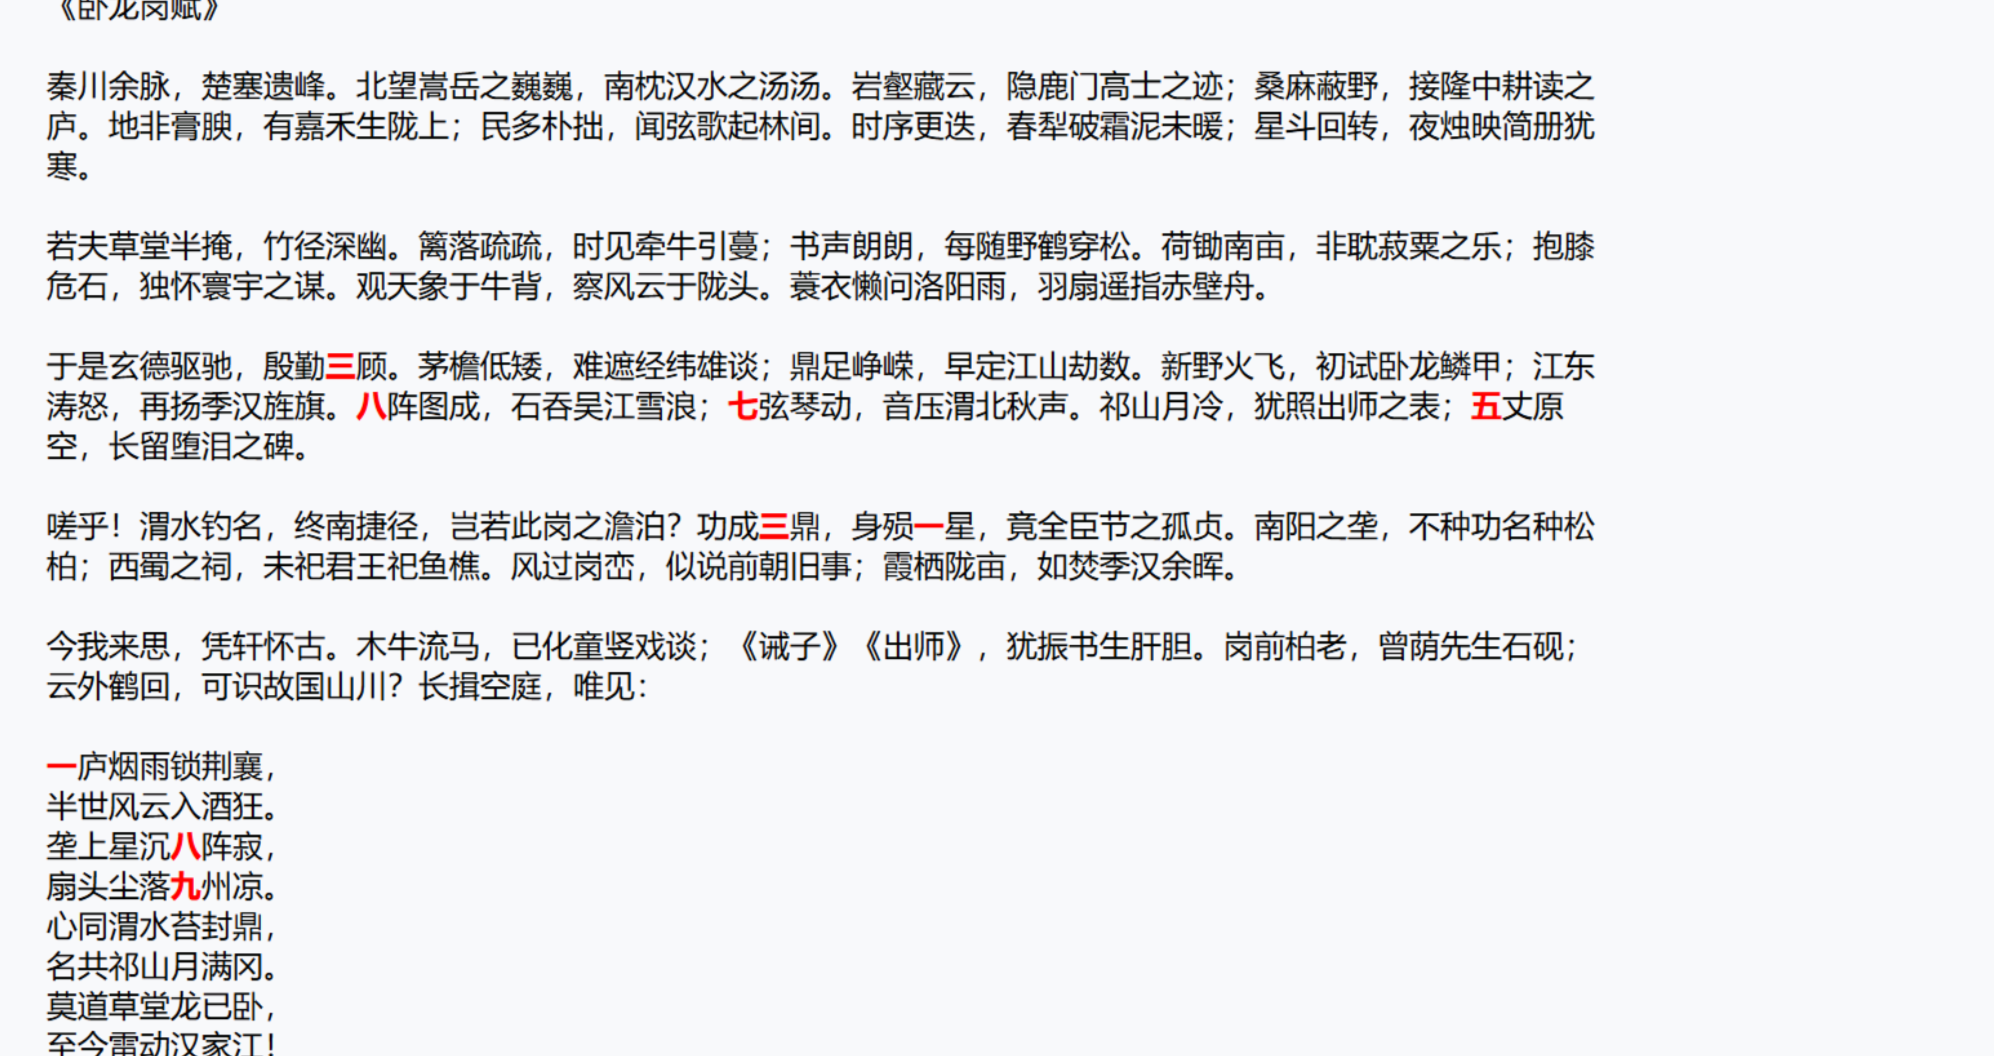 《卧龙岗赋》
秦川余脉，楚塞遗峰。北望嵩岳之巍巍，南枕汉水之汤汤。岩壑藏云，隐鹿门高士之迹；桑麻蔽野，接隆中耕读之
庐。地非膏腴，有嘉禾生陇上；民多朴拙，闻弦歌起林间。时序更迭，春犁破霜泥未暖；星斗回转，夜烛映简册犹
寒。
若夫草堂半掩，竹径深幽。篱落疏疏，时见牵牛引蔓；书声朗朗，每随野鹤穿松。荷锄南亩，非耽菽粟之乐；抱膝
危石，独怀寰宇之谋。观天象于牛背，察风云于陇头。蓑衣懒问洛阳雨，羽扇遥指赤壁舟。
于是玄德驱驰，殷勤三顾。茅檐低矮，难遮经纬雄谈；鼎足峥嵘，早定江山劫数。新野火飞，初试卧龙鳞甲；江东
涛怒，再扬季汉旌旗。八阵图成，石吞吴江雪浪；七弦琴动，音压渭北秋声。祁山月冷，犹照出师之表；五丈原
空，长留堕泪之碑。
嗟乎！渭水钓名，终南捷径，岂若此岗之澹泊？功成三鼎，身殒一星，竟全臣节之孤贞。南阳之垄，不种功名种松
柏；西蜀之祠，未祀君王祀鱼樵。风过岗峦，似说前朝旧事；霞栖陇亩，如焚季汉余晖。
今我来思，凭轩怀古。木牛流马，已化童竖戏谈；《诫子》《出师》，犹振书生肝胆。岗前柏老，曾荫先生石砚；
云外鹤回，可识故国山川？长揖空庭，唯见：
一庐烟雨锁荆襄，
半世风云入酒狂。
垄上星沉八阵寂，
扇头尘落九州凉。
心同渭水苔封鼎，
名共祁山月满冈。
莫道草堂龙已卧，
至今雷动汉家江！